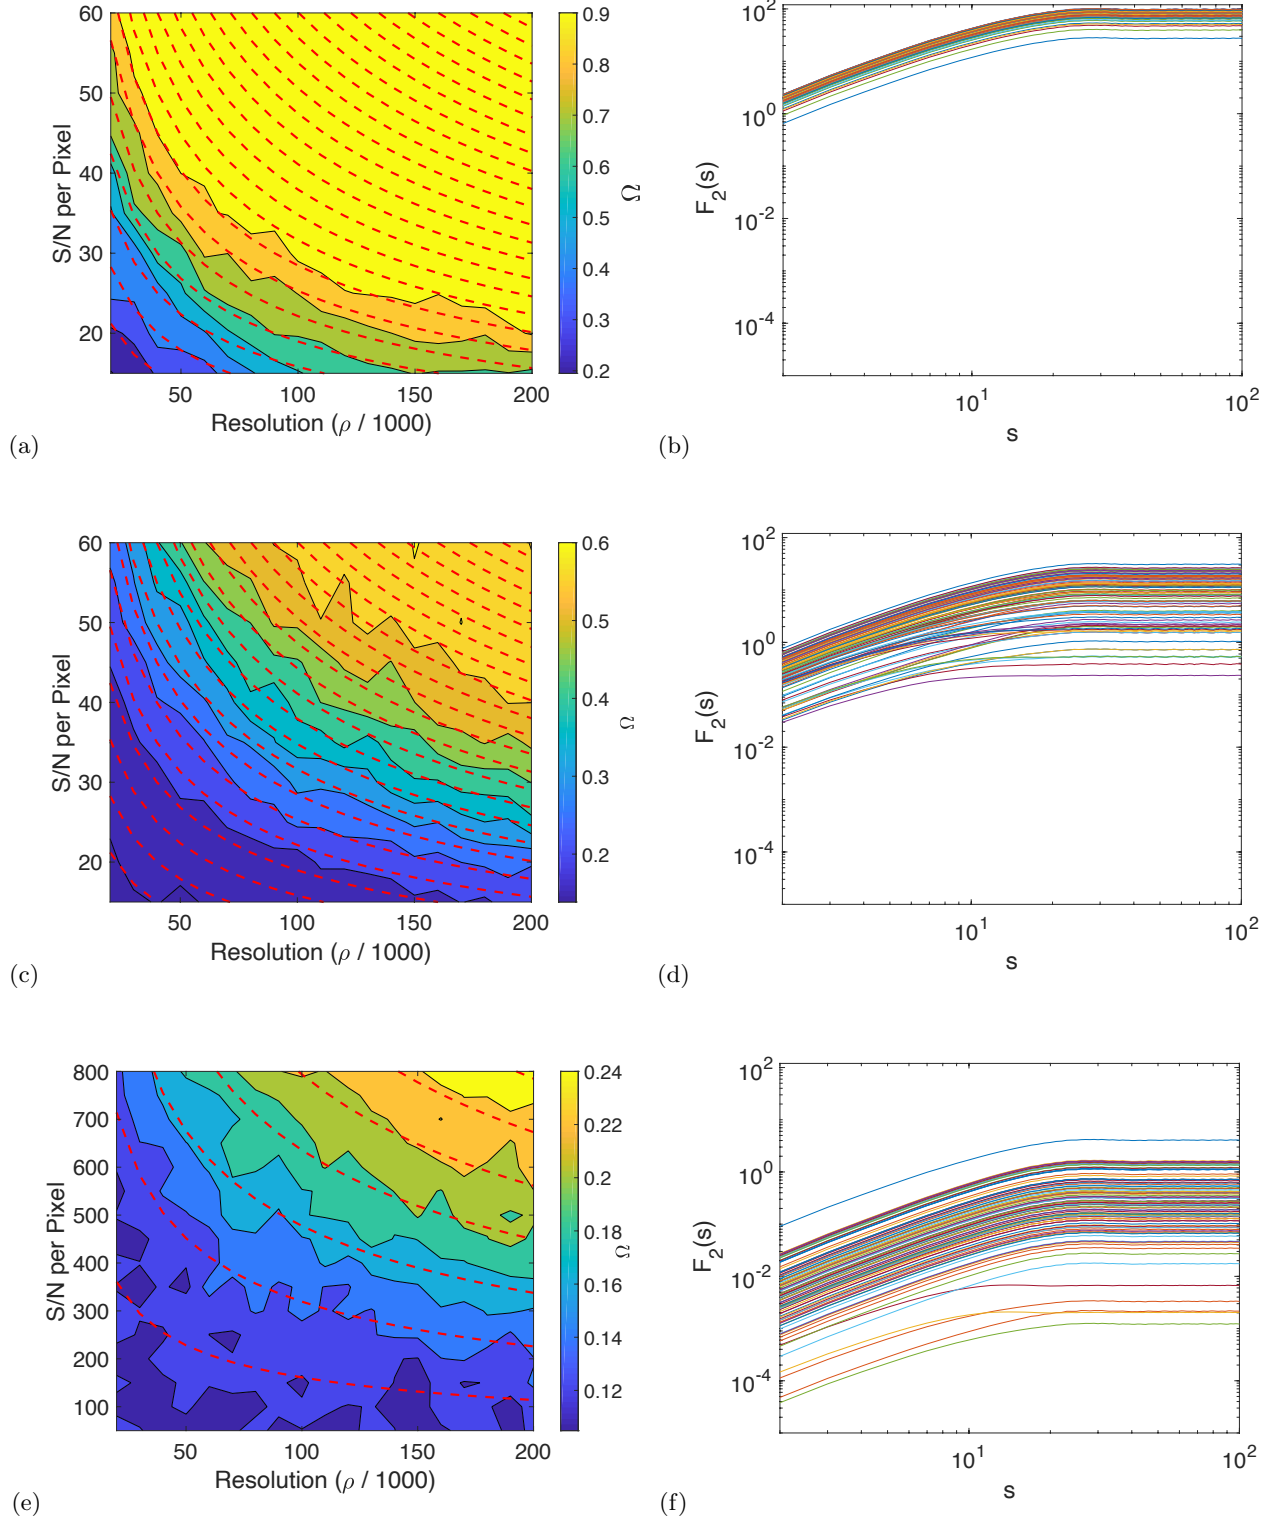 60
50
40
30
20
S/N per Pixel
50 100 150 200
Resolution (ρ / 1000)
0.9
0.8
0.7
0.6
0.5
0.4
0.3
0.2
Ω
(a)
10^2
10^0
10^-2
10^-4
F_2(s)
10^1 10^2
s
(b)
60
50
40
30
20
S/N per Pixel
50 100 150 200
Resolution (ρ / 1000)
0.6
0.5
0.4
0.3
0.2
Ω
(c)
10^2
10^0
10^-2
10^-4
F_2(s)
10^1 10^2
s
(d)
800
700
600
500
400
300
200
100
S/N per Pixel
50 100 150 200
Resolution (ρ / 1000)
0.24
0.22
0.2
0.18
0.16
0.14
0.12
Ω
(e)
10^2
10^0
10^-2
10^-4
F_2(s)
10^1 10^2
s
(f)